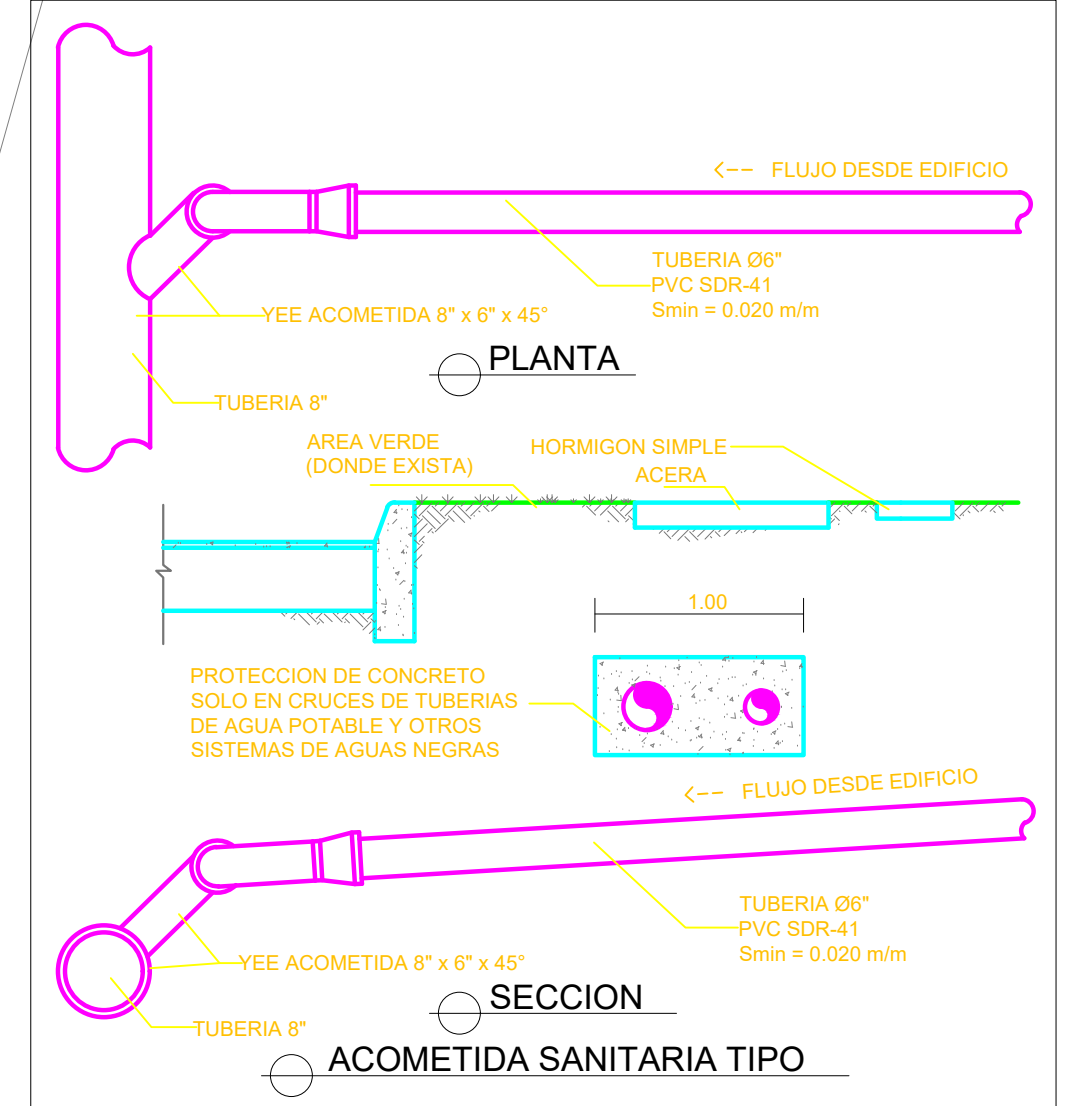 <-- FLUJO DESDE EDIFICIO
TUBERIA Ø6"
PVC SDR-41
Smin = 0.020 m/m
YEE ACOMETIDA 8" x 6" x 45°
PLANTA
TUBERIA 8"
AREA VERDE
(DONDE EXISTA)
HORMIGON SIMPLE
ACERA
1.00
PROTECCION DE CONCRETO
SOLO EN CRUCES DE TUBERIAS
DE AGUA POTABLE Y OTROS
SISTEMAS DE AGUAS NEGRAS
<-- FLUJO DESDE EDIFICIO
TUBERIA Ø6"
PVC SDR-41
Smin = 0.020 m/m
YEE ACOMETIDA 8" x 6" x 45°
SECCION
TUBERIA 8"
ACOMETIDA SANITARIA TIPO